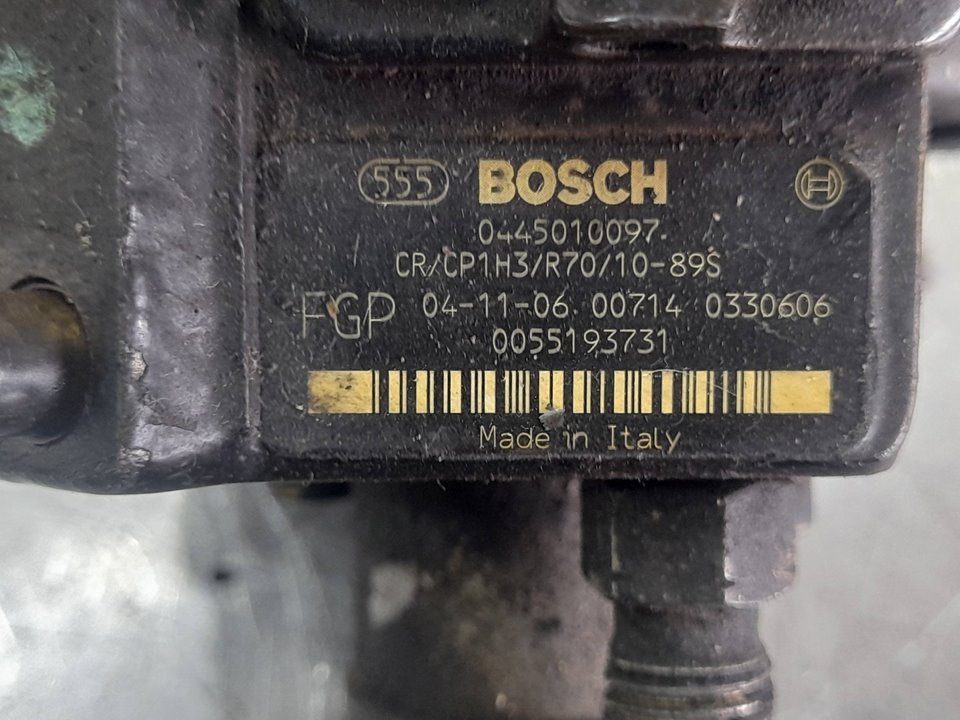 555 BOSCH
0445010097
CR/CP1H3/R70/10-89S
FGP 04-11-06 00714 0330606
0055193731
Made in Italy